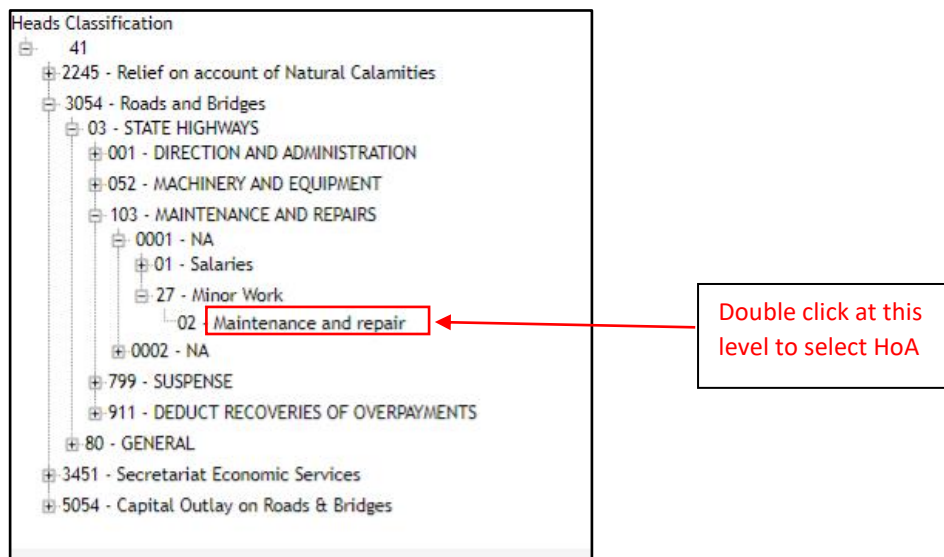 Heads Classification
41
2245 - Relief on account of Natural Calamities
3054 - Roads and Bridges
03 - STATE HIGHWAYS
001 - DIRECTION AND ADMINISTRATION
052 - MACHINERY AND EQUIPMENT
103 - MAINTENANCE AND REPAIRS
0001 - NA
01 - Salaries
27 - Minor Work
02 - Maintenance and repair
0002 - NA
799 - SUSPENSE
911 - DEDUCT RECOVERIES OF OVERPAYMENTS
80 - GENERAL
3451 - Secretariat Economic Services
5054 - Capital Outlay on Roads & Bridges
Double click at this
level to select HoA